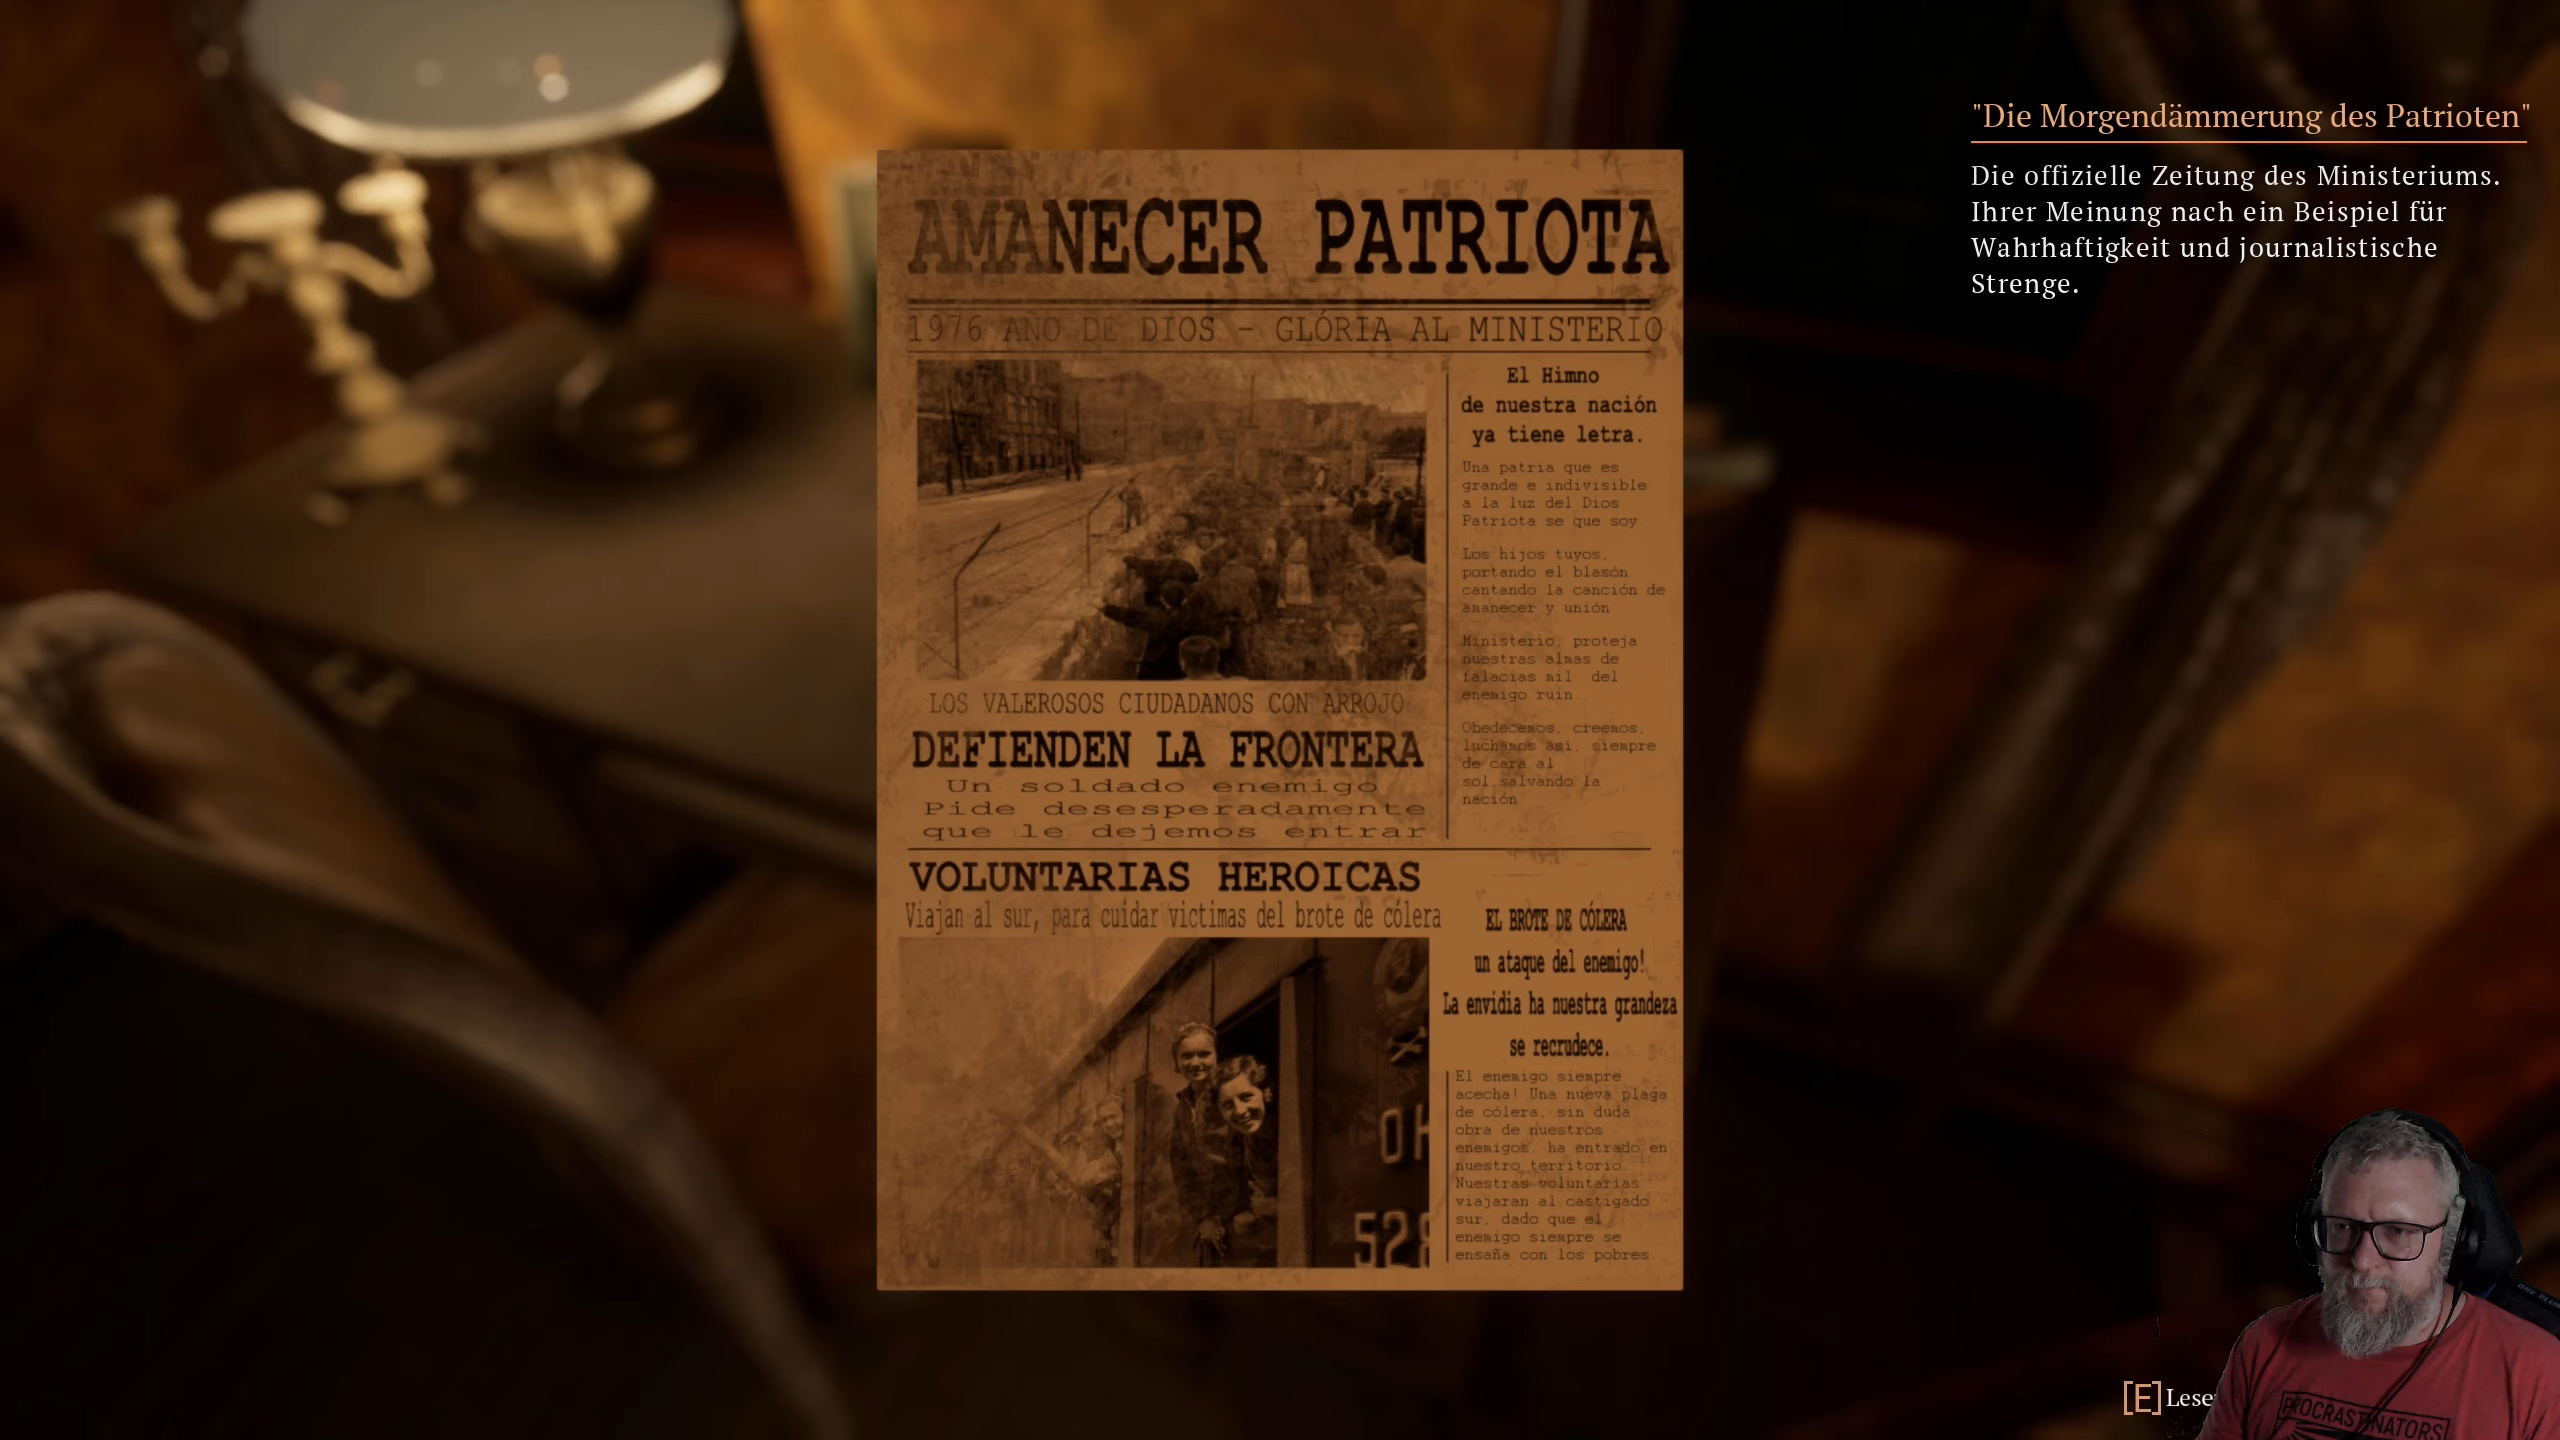 AMANECER PATRIOTA
1976 ANO DE DIOS - GLÓRIA AL MINISTERIO
LOS VALEROSOS CIUDADANOS CON ARROJO
DEFIENDEN LA FRONTERA
Un soldado enemigo
Pide desesperadamente
que le dejemos entrar
El Himno
de nuestra nación
ya tiene letra.
Una patria que es
grande e indivisible
a la luz del Dios
Patriota se que soy.
Los hijos tuyos,
portando el blasón
cantando la canción de
amanecer y unión
Ministerio, proteja
nuestras almas de
falacias mil del
enemigo ruin
Obedecemos, creemos,
luchamos así, siempre
de cara al
sol salvando la
nación
VOLUNTARIAS HEROICAS
Viajan al sur, para cuidar victimas del brote de cólera
EL BROTE DE CÓLERA
un ataque del enemigo!
La envidia ha nuestra grandeza
se recrudece.
El enemigo siempre
acecha! Una nueva plaga
de cólera, sin duda
obra de nuestros
enemigos, ha entrado en
nuestro territorio.
Nuestras voluntarias
viajaran al castigado
sur, dado que el
enemigo siempre se
ensaña con los pobres.
"Die Morgendämmerung des Patrioten"
Die offizielle Zeitung des Ministeriums.
Ihrer Meinung nach ein Beispiel für
Wahrhaftigkeit und journalistische
Strenge.
[E] Lese
PROCRASTINATORS